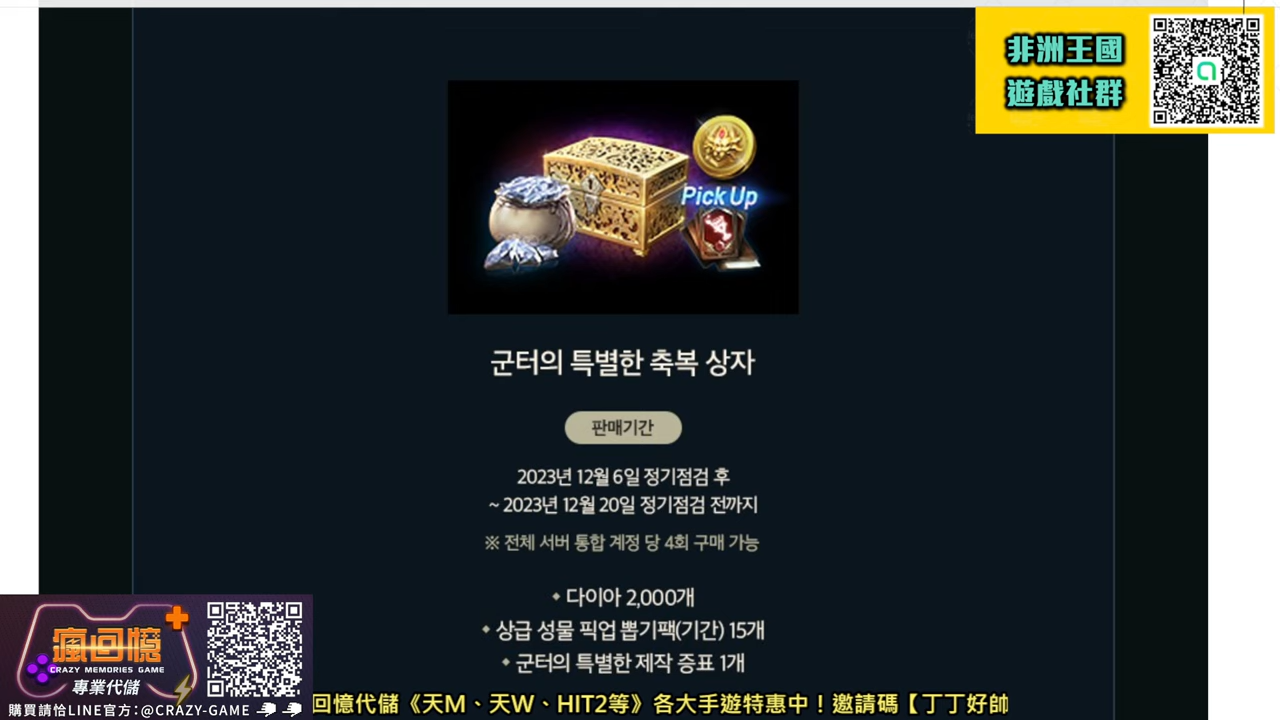 非洲王國
遊戲社群
Pick Up
군터의 특별한 축복 상자
판매기간
2023년 12월 6일 정기점검 후
~ 2023년 12월 20일 정기점검 전까지
※ 전체 서버 통합 계정 당 4회 구매 가능
◆ 다이아 2,000개
◆ 상급 성물 픽업 뽑기팩(기간) 15개
◆ 군터의 특별한 제작 증표 1개
瘋回憶
CRAZY MEMORIES GAME
專業代儲
購買請恰LINE官方:@CRAZY-GAME
回憶代儲《天M、天W、HIT2等》各大手遊特惠中！邀請碼【丁丁好帥